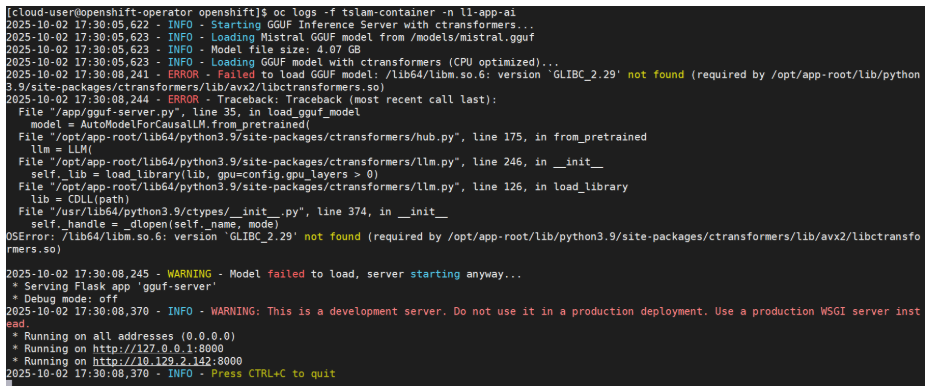 [cloud-user@openshift-operator openshift]$ oc logs -f tslam-container -n l1-app-ai
2025-10-02 17:30:05,622 - INFO - Starting GGUF Inference Server with ctransformers...
2025-10-02 17:30:05,623 - INFO - Loading Mistral GGUF model from /models/mistral.gguf
2025-10-02 17:30:05,623 - INFO - Model file size: 4.07 GB
2025-10-02 17:30:05,623 - INFO - Loading GGUF model with ctransformers (CPU optimized)...
2025-10-02 17:30:08,241 - ERROR - Failed to load GGUF model: /lib64/libm.so.6: version `GLIBC_2.29' not found (required by /opt/app-root/lib/python
3.9/site-packages/ctransformers/lib/avx2/libctransformers.so)
2025-10-02 17:30:08,244 - ERROR - Traceback: Traceback (most recent call last):
  File "/app/gguf-server.py", line 35, in load_gguf_model
    model = AutoModelForCausalLM.from_pretrained(
  File "/opt/app-root/lib64/python3.9/site-packages/ctransformers/hub.py", line 175, in from_pretrained
    llm = LLM(
  File "/opt/app-root/lib64/python3.9/site-packages/ctransformers/llm.py", line 246, in __init__
    self._lib = load_library(lib, gpu=config.gpu_layers > 0)
  File "/opt/app-root/lib64/python3.9/site-packages/ctransformers/llm.py", line 126, in load_library
    lib = CDLL(path)
  File "/usr/lib64/python3.9/ctypes/__init__.py", line 374, in __init__
    self._handle = _dlopen(self._name, mode)
OSError: /lib64/libm.so.6: version `GLIBC_2.29' not found (required by /opt/app-root/lib/python3.9/site-packages/ctransformers/lib/avx2/libctransfo
rmers.so)
2025-10-02 17:30:08,245 - WARNING - Model failed to load, server starting anyway...
 * Serving Flask app 'gguf-server'
 * Debug mode: off
2025-10-02 17:30:08,370 - INFO - WARNING: This is a development server. Do not use it in a production deployment. Use a production WSGI server inst
ead.
 * Running on all addresses (0.0.0.0)
 * Running on http://127.0.0.1:8000
 * Running on http://10.129.2.142:8000
2025-10-02 17:30:08,370 - INFO - Press CTRL+C to quit